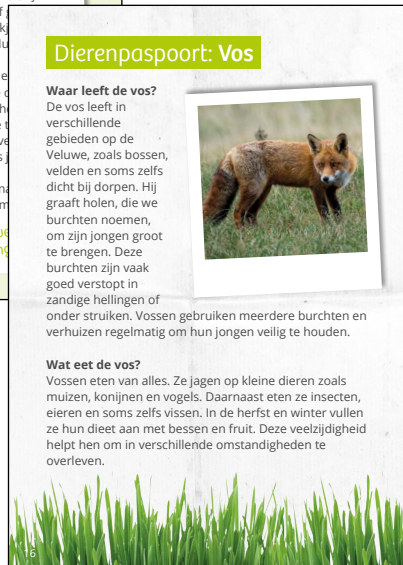 Dierenpaspoort: Vos
Waar leeft de vos?
De vos leeft in
verschillende
gebieden op de
Veluwe, zoals bossen,
velden en soms zelfs
dicht bij dorpen. Hij
graaft holen, die we
burchten noemen,
om zijn jongen groot
te brengen. Deze
burchten zijn vaak
goed verstopt in
zandige hellingen of
onder struiken. Vossen gebruiken meerdere burchten en
verhuizen regelmatig om hun jongen veilig te houden.
Wat eet de vos?
Vossen eten van alles. Ze jagen op kleine dieren zoals
muizen, konijnen en vogels. Daarnaast eten ze insecten,
eieren en soms zelfs vissen. In de herfst en winter vullen
ze hun dieet aan met bessen en fruit. Deze veelzijdigheid
helpt hen om in verschillende omstandigheden te
overleven.
16